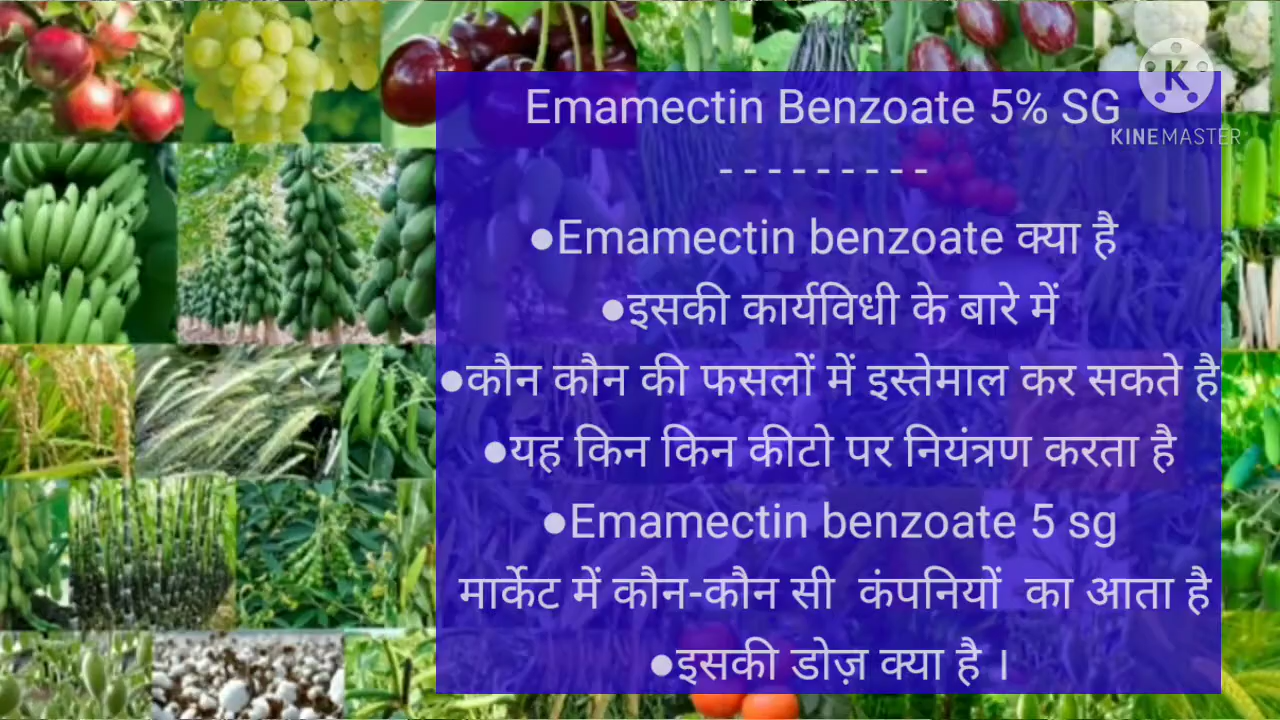 Emamectin Benzoate 5% SG
KINEMASTER
---------
●Emamectin benzoate क्या है
●इसकी कार्यविधी के बारे में
●कौन कौन की फसलों में इस्तेमाल कर सकते है
●यह किन किन कीटो पर नियंत्रण करता है
●Emamectin benzoate 5 sg
मार्केट में कौन-कौन सी कंपनियों का आता है
●इसकी डोज़ क्या है ।